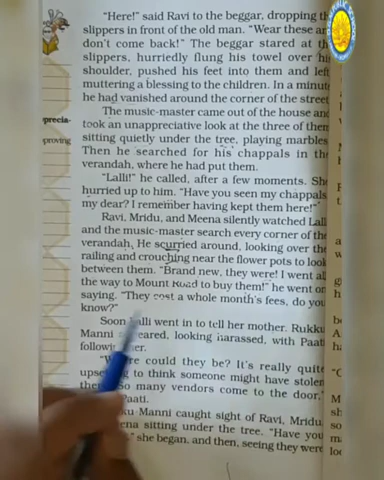 "Here!" said Ravi to the beggar, dropping th
slippers in front of the old man. "Wear these an
don't come back!" The beggar stared at th
slippers, hurriedly flung his towel over his
shoulder, pushed his feet into them and left
muttering a blessing to the children. In a minut
he had vanished around the corner of the street
The music-master came out of the house and
precia- took an unappreciative look at the three of them
proving sitting quietly under the tree, playing marbles
Then he searched for his chappals in the
verandah, where he had put them.
"Lalli!" he called, after a few moments. She
hurried up to him. "Have you seen my chappals
my dear? I remember having kept them here!"
Ravi, Mridu, and Meena silently watched Lall
and the music-master search every corner of the
verandah. He scurried around, looking over the
railing and crouching near the flower pots to look
between them. "Brand new, they were! I went all
the way to Mount Road to buy them!" he went on
saying. "They cost a whole month's fees, do you
know?"
Soon Lalli went in to tell her mother. Rukku
Manni appeared, looking harassed, with Paati
following her.
"Where could they be? It's really quite
upsetting to think someone might have stolen
them. So many vendors come to the door,"
Paati.
ku Manni caught sight of Ravi, Mridu
ena sitting under the tree. "Have you
she began, and then, seeing they were